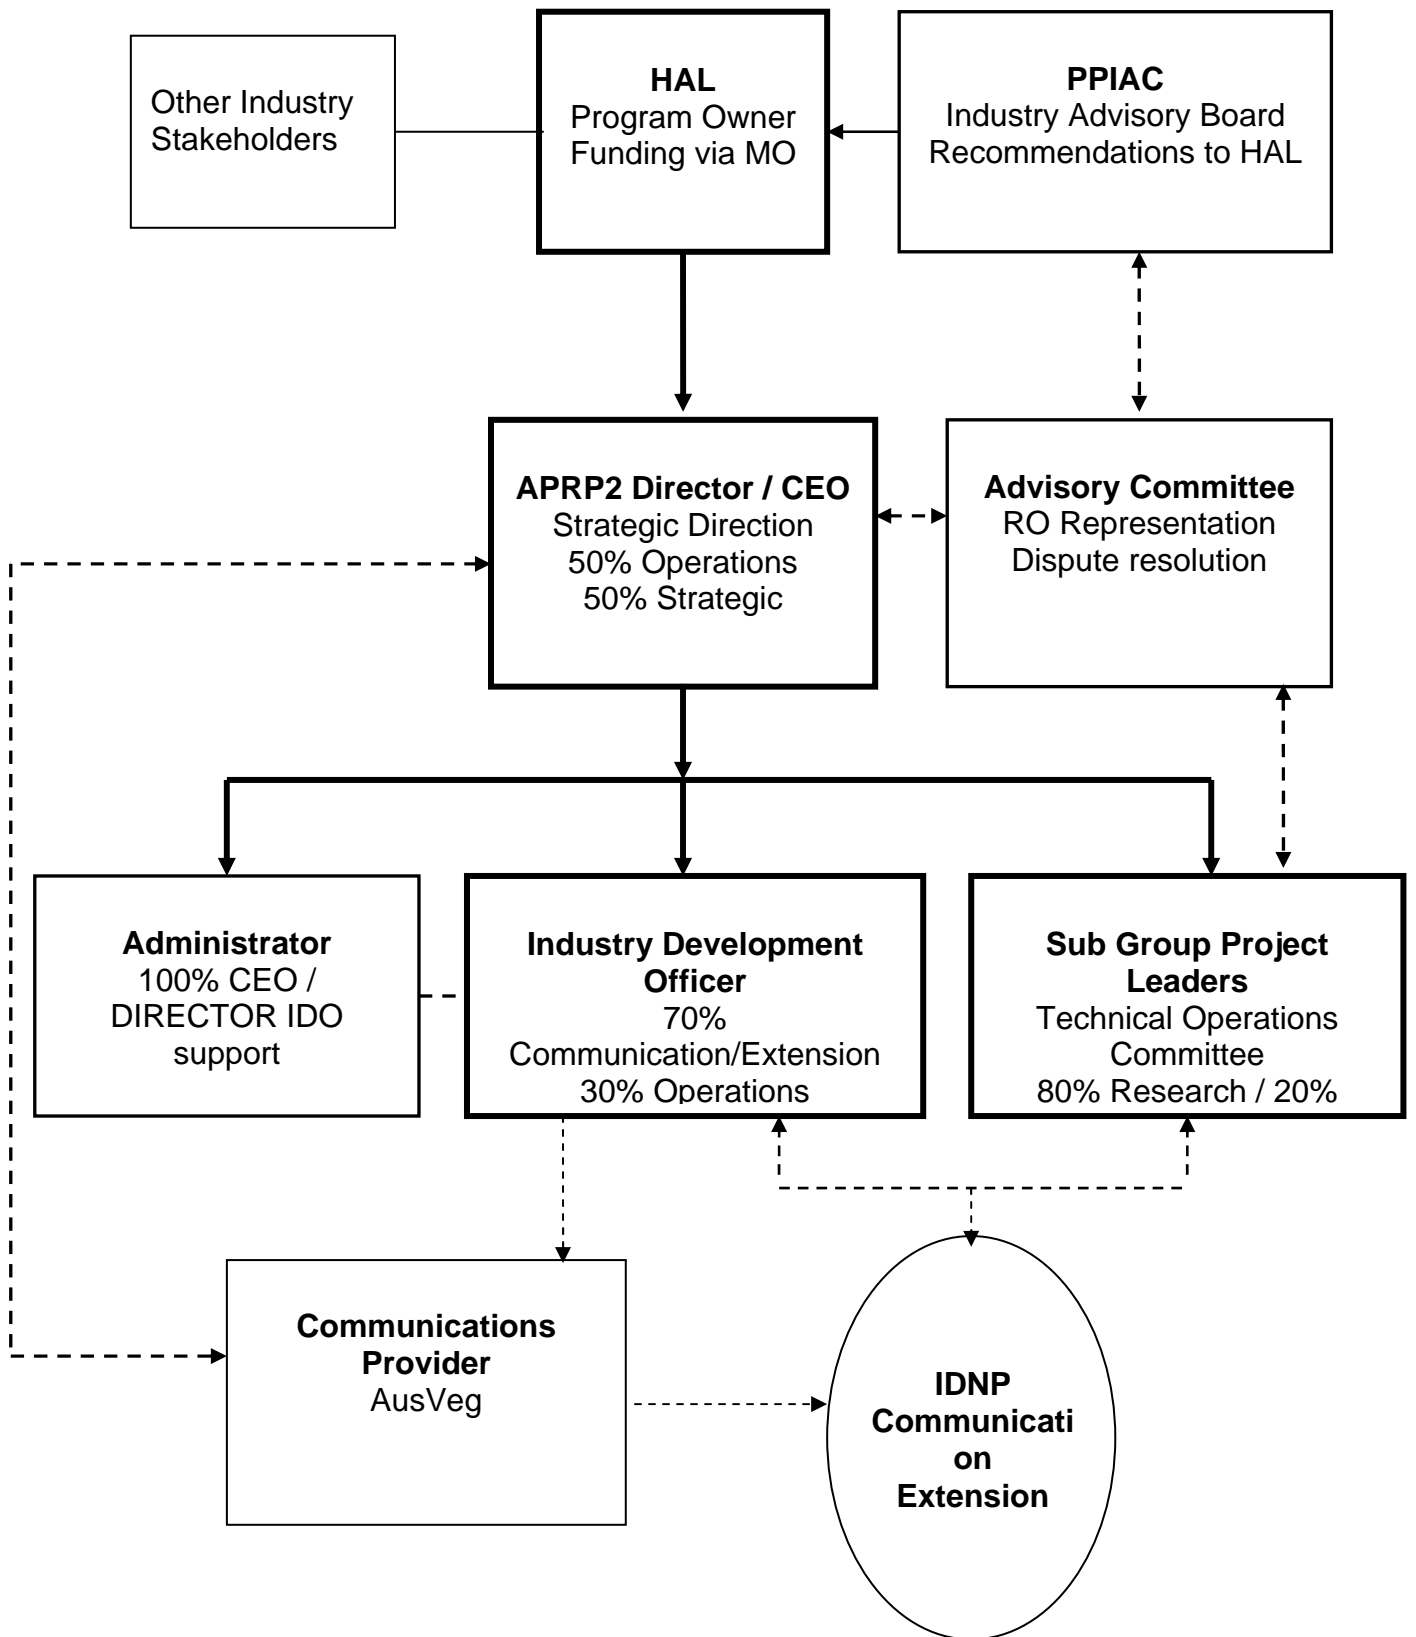 Other Industry
Stakeholders
HAL
Program Owner
Funding via MO
PPIAC
Industry Advisory Board
Recommendations to HAL
APRP2 Director / CEO
Strategic Direction
50% Operations
50% Strategic
Advisory Committee
RO Representation
Dispute resolution
Administrator
100% CEO /
DIRECTOR IDO
support
Industry Development
Officer
70%
Communication/Extension
30% Operations
Sub Group Project
Leaders
Technical Operations
Committee
80% Research / 20%
Communications
Provider
AusVeg
IDNP
Communicati
on
Extension